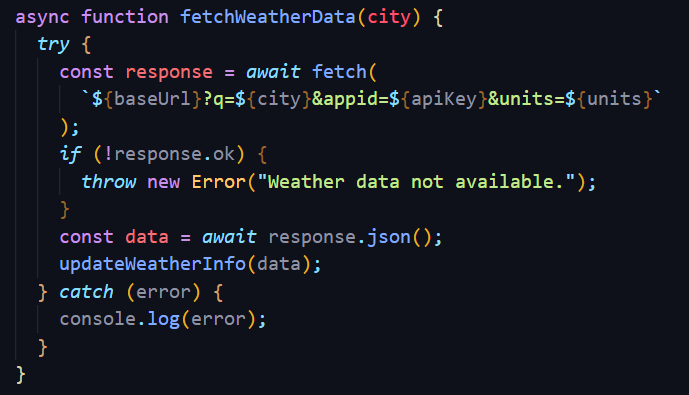 async function fetchWeatherData(city) {
  try {
    const response = await fetch(
      `${baseUrl}?q=${city}&appid=${apiKey}&units=${units}`
    );
    if (!response.ok) {
      throw new Error("Weather data not available.");
    }
    const data = await response.json();
    updateWeatherInfo(data);
  } catch (error) {
    console.log(error);
  }
}